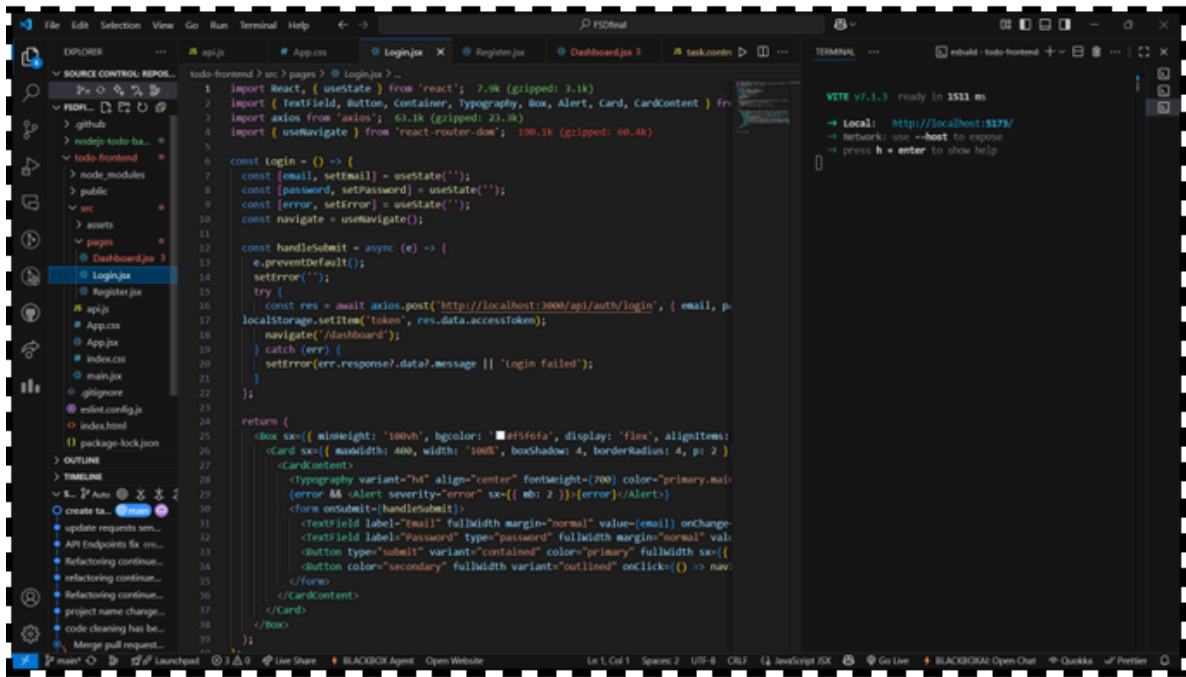 File Edit Selection View Go Run Terminal Help
FSDfinal
EXPLORER
SOURCE CONTROL: REPOS...
FSDFI...
.github
nodejs-todo-ba...
todo-frontend
node_modules
public
src
assets
pages
Dashboard.jsx 3
Login.jsx
Register.jsx
api.js
App.css
App.jsx
index.css
main.jsx
.gitignore
eslint.config.js
index.html
package-lock.json
OUTLINE
TIMELINE
Auto
create ta... main
update requests sen...
API Endpoints fix
Refactoring continue...
refactoring continue...
Refactoring continue...
project name change...
code cleaning has be...
Merge pull request...
api.js App.css Login.jsx Register.jsx Dashboard.jsx 3 task.contr
todo-frontend > src > pages > Login.jsx > ...
1 import React, { useState } from 'react'; 7.9k (gzipped: 3.1k)
2 import { TextField, Button, Container, Typography, Box, Alert, Card, CardContent } fr
3 import axios from 'axios'; 63.1k (gzipped: 23.3k)
4 import { useNavigate } from 'react-router-dom'; 190.1k (gzipped: 60.4k)
5
6 const Login = () => {
7 const [email, setEmail] = useState('');
8 const [password, setPassword] = useState('');
9 const [error, setError] = useState('');
10 const navigate = useNavigate();
11
12 const handleSubmit = async (e) => {
13 e.preventDefault();
14 setError('');
15 try {
16 const res = await axios.post('http://localhost:3000/api/auth/login', { email, pa
17 localStorage.setItem('token', res.data.accessToken);
18 navigate('/dashboard');
19 } catch (err) {
20 setError(err.response?.data?.message || 'Login failed');
21 }
22 };
23
24 return (
25 <Box sx={{ minHeight: '100vh', bgcolor: '#f5f6fa', display: 'flex', alignItems:
26 <Card sx={{ maxWidth: 400, width: '100%', boxShadow: 4, borderRadius: 4, p: 2 }
27 <CardContent>
28 <Typography variant="h4" align="center" fontWeight={700} color="primary.mai
29 {error && <Alert severity="error" sx={{ mb: 2 }}>{error}</Alert>}
30 <form onSubmit={handleSubmit}>
31 <TextField label="Email" fullWidth margin="normal" value={email} onChange=
32 <TextField label="Password" type="password" fullWidth margin="normal" valu
33 <Button type="submit" variant="contained" color="primary" fullWidth sx={{
34 <Button color="secondary" fullWidth variant="outlined" onClick={() => navi
35 </form>
36 </CardContent>
37 </Card>
38 </Box>
39 );
TERMINAL
esbuild - todo-frontend
VITE v7.1.3 ready in 1511 ms
→ Local: http://localhost:5173/
→ Network: use --host to expose
→ press h + enter to show help
main* Launchpad 3 0 Live Share BLACKBOX Agent Open Website Ln 1, Col 1 Spaces: 2 UTF-8 CRLF JavaScript JSX Go Live BLACKBOXAI: Open Chat Quokka Prettier